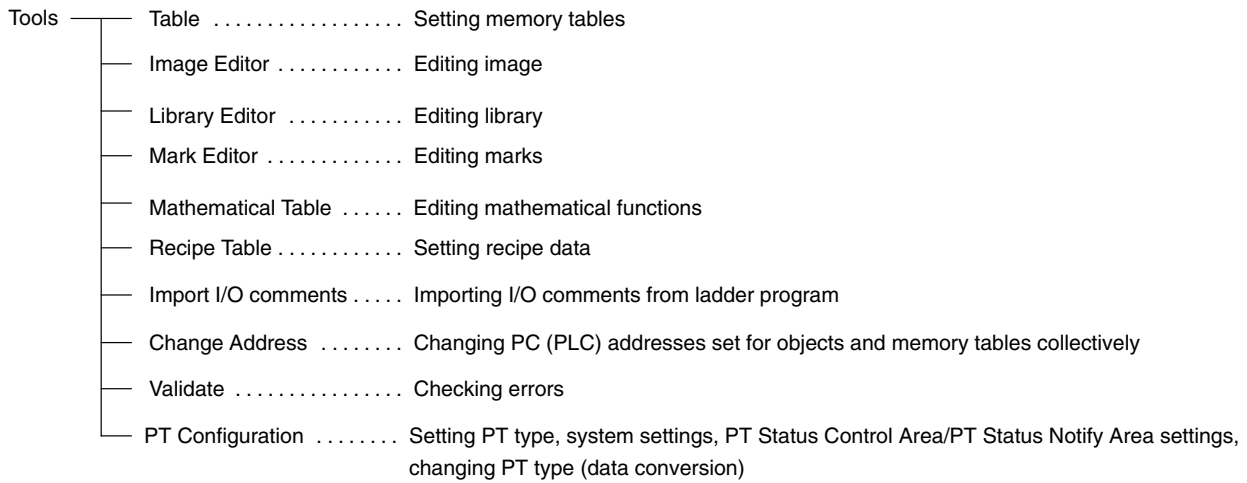 Tools Table . . . . . . . . . . . . . . . . . . Setting memory tables
Image Editor . . . . . . . . . . . . Editing image
Library Editor . . . . . . . . . . . Editing library
Mark Editor . . . . . . . . . . . . . Editing marks
Mathematical Table . . . . . . Editing mathematical functions
Recipe Table . . . . . . . . . . . . Setting recipe data
Import I/O comments . . . . . Importing I/O comments from ladder program
Change Address . . . . . . . . Changing PC (PLC) addresses set for objects and memory tables collectively
Validate . . . . . . . . . . . . . . . . Checking errors
PT Configuration . . . . . . . . Setting PT type, system settings, PT Status Control Area/PT Status Notify Area settings,
changing PT type (data conversion)